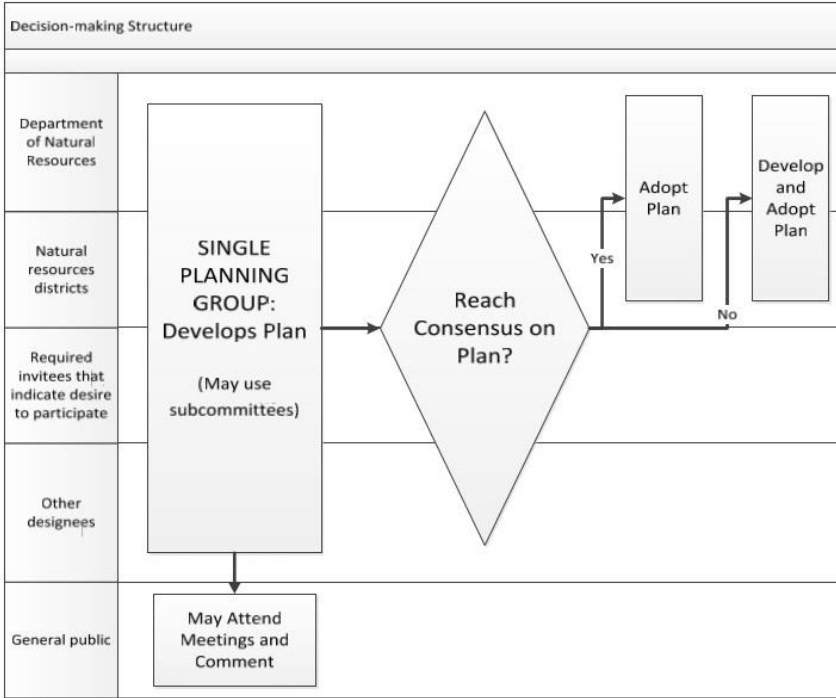 Decision-making Structure
Department
of Natural
Resources
Natural
resources
districts
Required
invitees that
indicate desire
to participate
Other
designees
General public
SINGLE
PLANNING
GROUP:
Develops Plan
(May use
subcommittees)
May Attend
Meetings and
Comment
Reach
Consensus on
Plan?
Yes
No
Adopt
Plan
Develop
and
Adopt
Plan